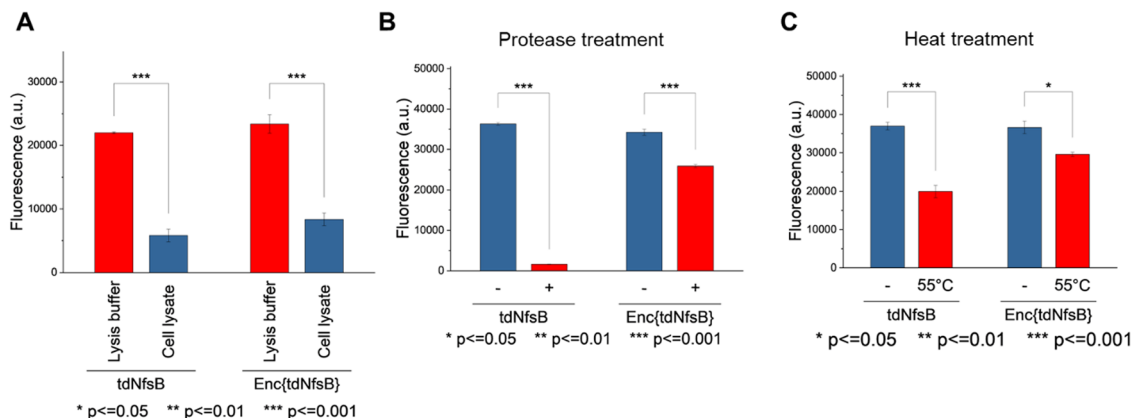 A
Fluorescence (a.u.)
30000
20000
10000
0
***
***
Lysis buffer
Cell lysate
Lysis buffer
Cell lysate
tdNfsB
Enc{tdNfsB}
* p<=0.05 ** p<=0.01 *** p<=0.001
B
Protease treatment
Fluorescence (a.u.)
50000
40000
30000
20000
10000
0
***
***
- + - +
tdNfsB
Enc{tdNfsB}
* p<=0.05 ** p<=0.01 *** p<=0.001
C
Heat treatment
Fluorescence (a.u.)
50000
40000
30000
20000
10000
0
***
*
- 55°C - 55°C
tdNfsB
Enc{tdNfsB}
* p<=0.05 ** p<=0.01 *** p<=0.001